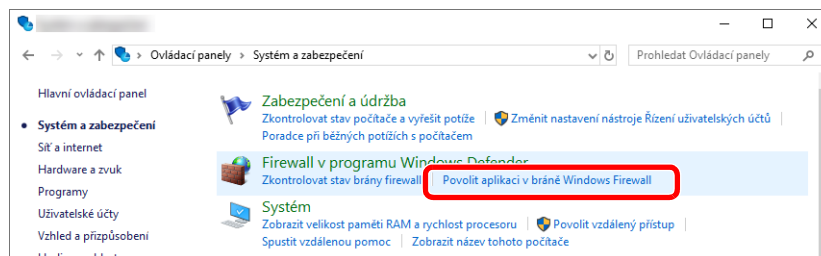 Ovládací panely > Systém a zabezpečení
Prohledat Ovládací panely
Hlavní ovládací panel
Systém a zabezpečení
Síť a internet
Hardware a zvuk
Programy
Uživatelské účty
Vzhled a přizpůsobení
Zabezpečení a údržba
Zkontrolovat stav počítače a vyřešit potíže
Změnit nastavení nástroje Řízení uživatelských účtů
Poradce při běžných potížích s počítačem
Firewall v programu Windows Defender
Zkontrolovat stav brány firewall
Povolit aplikaci v bráně Windows Firewall
Systém
Zobrazit velikost paměti RAM a rychlost procesoru
Povolit vzdálený přístup
Spustit vzdálenou pomoc
Zobrazit název tohoto počítače